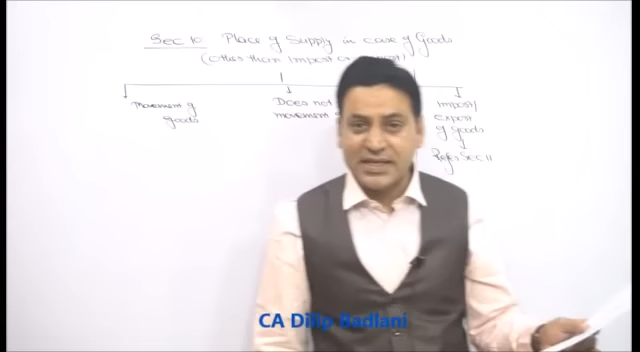 Sec 10 Place of Supply in case of Goods
(Other than Import or
Movement of
goods
Does not
movement
Import/
export
of goods
Refer Sec 11
CA Dilip Badlani